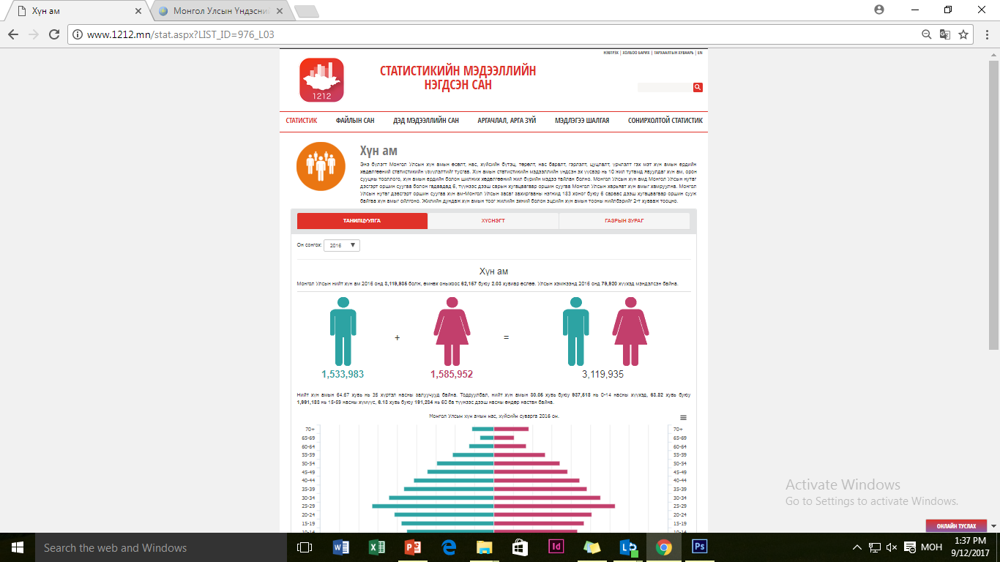 Хүн ам
Монгол Улсын Үндэсний
www.1212.mn/stat.aspx?LIST_ID=976_L03
НЭВТРЭХ | ХОЛБОО БАРИХ | ТАРХААЛТЫН ХУВААРЬ | EN
1212
СТАТИСТИКИЙН МЭДЭЭЛЛИЙН
НЭГДСЭН САН
СТАТИСТИК ФАЙЛЫН САН ДЭД МЭДЭЭЛЛИЙН САН АРГАЧЛАЛ, АРГА ЗҮЙ МЭДЛЭГЭЭ ШАЛГАЯ СОНИРХОЛТОЙ СТАТИСТИК
Хүн ам
Энэ бүлэгт Монгол Улсын хүн амын өсөлт, нас, хүйсийн бүтэц, төрөлт, нас баралт, гэрлэлт, цуцлалт, үрчлэлт гэх мэт хүн амын ердийн
хөдөлгөөний статистикийн үзүүлэлтийг тусгав. Хүн амын статистикийн мэдээллийн үндсэн эх үүсвэр нь 10 жил тутамд явуулдаг хүн ам, орон
сууцны тооллого, хүн амын ердийн болон шилжих хөдөлгөөний жил бүрийн мэдээ тайлан болно. Монгол Улсын хүн амд Монгол Улсын нутаг
дэвсгэрт оршин суугаа болон гадаадад 6, түүнээс дээш сарын хугацаагаар оршин суугаа Монгол Улсын харьяат хүн амыг хамруулна. Монгол
Улсын нутаг дэвсгэрт оршин суугаа хүн ам-Монгол Улсын засаг захиргааны нэгжид 183 хоног буюу 6 сараас дээш хугацаагаар оршин сууж
байгаа хүн амыг ойлгоно. Жилийн дундаж хүн амын тоог жилийн эхний болон эцсийн хүн амын тооны нийлбэрийг 2-т хувааж тооцно.
ТАНИЛЦУУЛГА ХҮСНЭГТ ГАЗРЫН ЗУРАГ
Он сонгох: 2016
Хүн ам
Монгол Улсын нийт хүн ам 2016 онд 3,119,935 болж, өмнөх оныхоос 62,157 буюу 2.03 хувиар өслөө. Улсын хэмжээнд 2016 онд 79,920 хүүхэд мэндэлсэн байна.
+ =
1,533,983 1,585,952 3,119,935
Нийт хүн амын 64.67 хувь нь 35 хүртэл насны залуучууд байна. Тодруулбал, нийт хүн амын 30.05 хувь буюу 937,618 нь 0-14 насны хүүхэд, 63.82 хувь буюу
1,991,183 нь 15-59 насны хүмүүс, 6.13 хувь буюу 191,234 нь 60 ба түүнээс дээш насны өндөр настан байна.
Монгол Улсын хүн амын нас, хүйсийн суварга 2016 он.
70+ 70+
65-69 65-69
60-64 60-64
55-59 55-59
50-54 50-54
45-49 45-49
40-44 40-44
35-39 35-39
30-34 30-34
25-29 25-29
20-24 20-24
15-19 15-19
10-14 10-14
Activate Windows
Go to Settings to activate Windows.
ОНЛАЙН ТУСЛАХ
Search the web and Windows
МОН
1:37 PM
9/12/2017